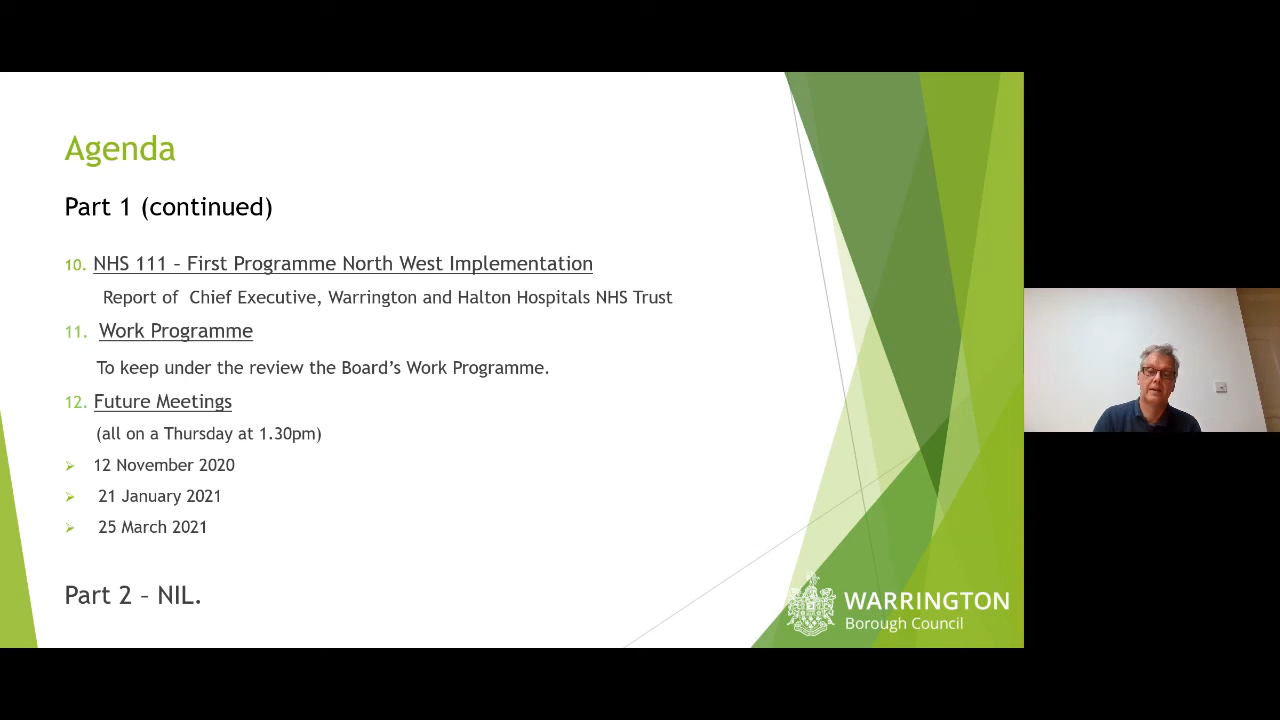 Agenda
Part 1 (continued)
10. NHS 111 – First Programme North West Implementation
Report of Chief Executive, Warrington and Halton Hospitals NHS Trust
11. Work Programme
To keep under the review the Board's Work Programme.
12. Future Meetings
(all on a Thursday at 1.30pm)
12 November 2020
21 January 2021
25 March 2021
Part 2 – NIL.
WARRINGTON
Borough Council